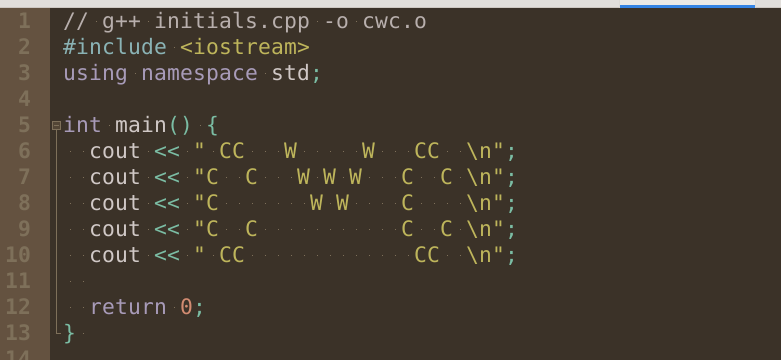 1 // g++ initials.cpp -o cwc.o
2 #include <iostream>
3 using namespace std;
4
5 int main() {
6   cout << " CC   W     W   CC  \n";
7   cout << "C  C   W W W   C  C \n";
8   cout << "C       W W    C    \n";
9   cout << "C  C           C  C \n";
10   cout << " CC             CC  \n";
11
12   return 0;
13 }
14